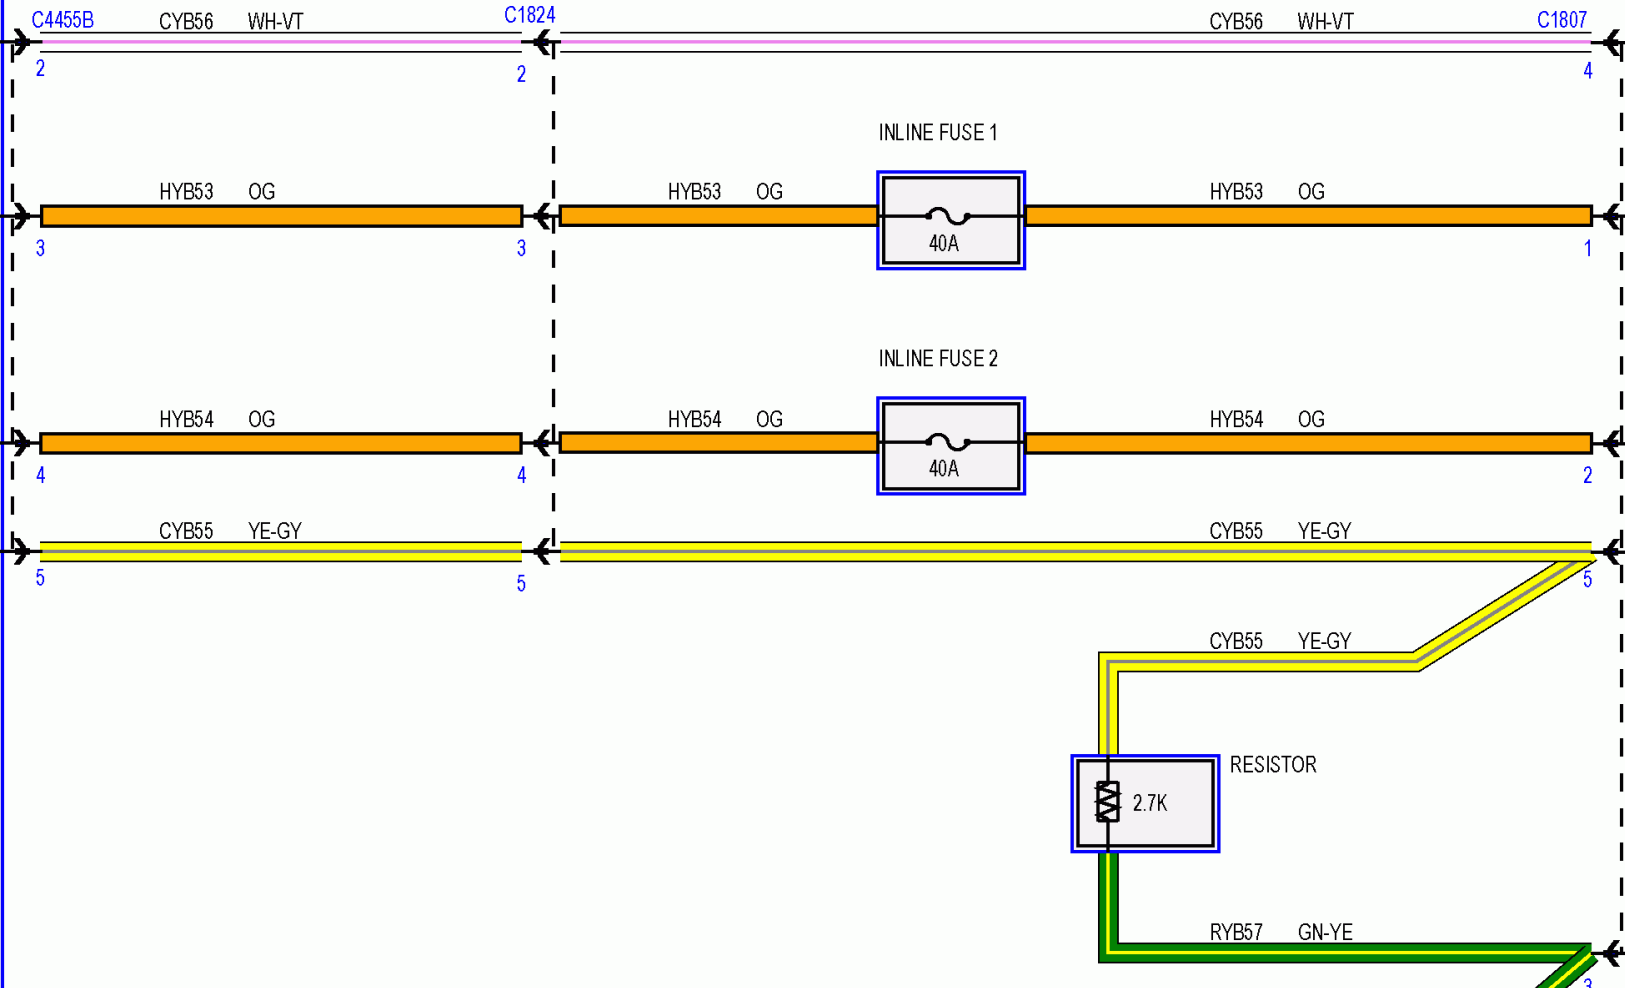 C4455B CYB56 WH-VT C1824 CYB56 WH-VT C1807
2 2 4
INLINE FUSE 1
HYB53 OG HYB53 OG HYB53 OG
40A
3 3 1
INLINE FUSE 2
HYB54 OG HYB54 OG HYB54 OG
40A
4 4 2
CYB55 YE-GY CYB55 YE-GY
5 5 5
CYB55 YE-GY
RESISTOR
2.7K
RYB57 GN-YE
3